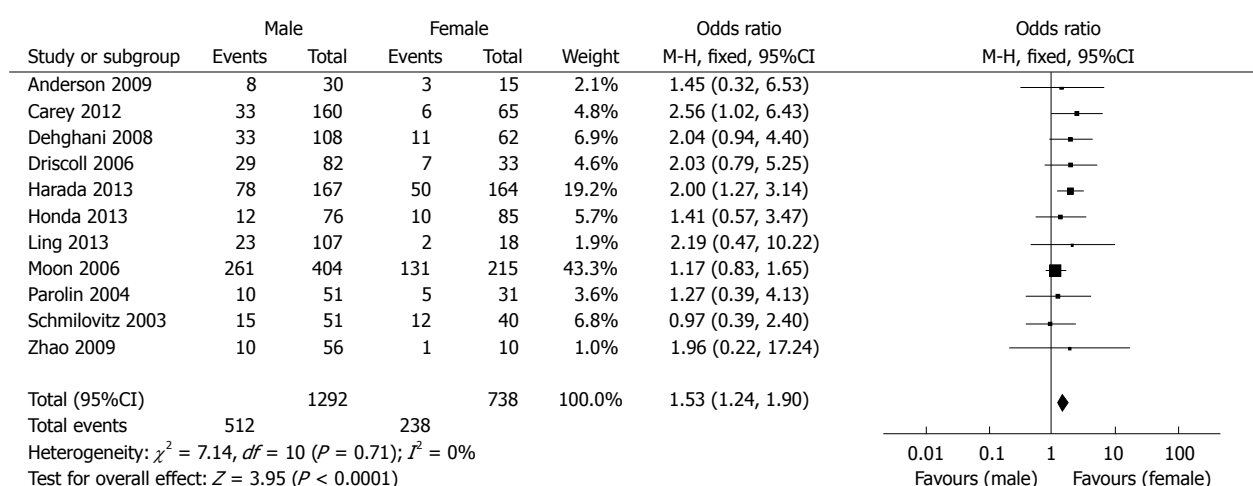 Male Female Odds ratio Odds ratio
Study or subgroup Events Total Events Total Weight M-H, fixed, 95%CI M-H, fixed, 95%CI
Anderson 2009 8 30 3 15 2.1% 1.45 (0.32, 6.53)
Carey 2012 33 160 6 65 4.8% 2.56 (1.02, 6.43)
Dehghani 2008 33 108 11 62 6.9% 2.04 (0.94, 4.40)
Driscoll 2006 29 82 7 33 4.6% 2.03 (0.79, 5.25)
Harada 2013 78 167 50 164 19.2% 2.00 (1.27, 3.14)
Honda 2013 12 76 10 85 5.7% 1.41 (0.57, 3.47)
Ling 2013 23 107 2 18 1.9% 2.19 (0.47, 10.22)
Moon 2006 261 404 131 215 43.3% 1.17 (0.83, 1.65)
Parolin 2004 10 51 5 31 3.6% 1.27 (0.39, 4.13)
Schmilovitz 2003 15 51 12 40 6.8% 0.97 (0.39, 2.40)
Zhao 2009 10 56 1 10 1.0% 1.96 (0.22, 17.24)
Total (95%CI) 1292 738 100.0% 1.53 (1.24, 1.90)
Total events 512 238
Heterogeneity: χ² = 7.14, df = 10 (P = 0.71); I² = 0%
Test for overall effect: Z = 3.95 (P < 0.0001)
0.01 0.1 1 10 100
Favours (male) Favours (female)